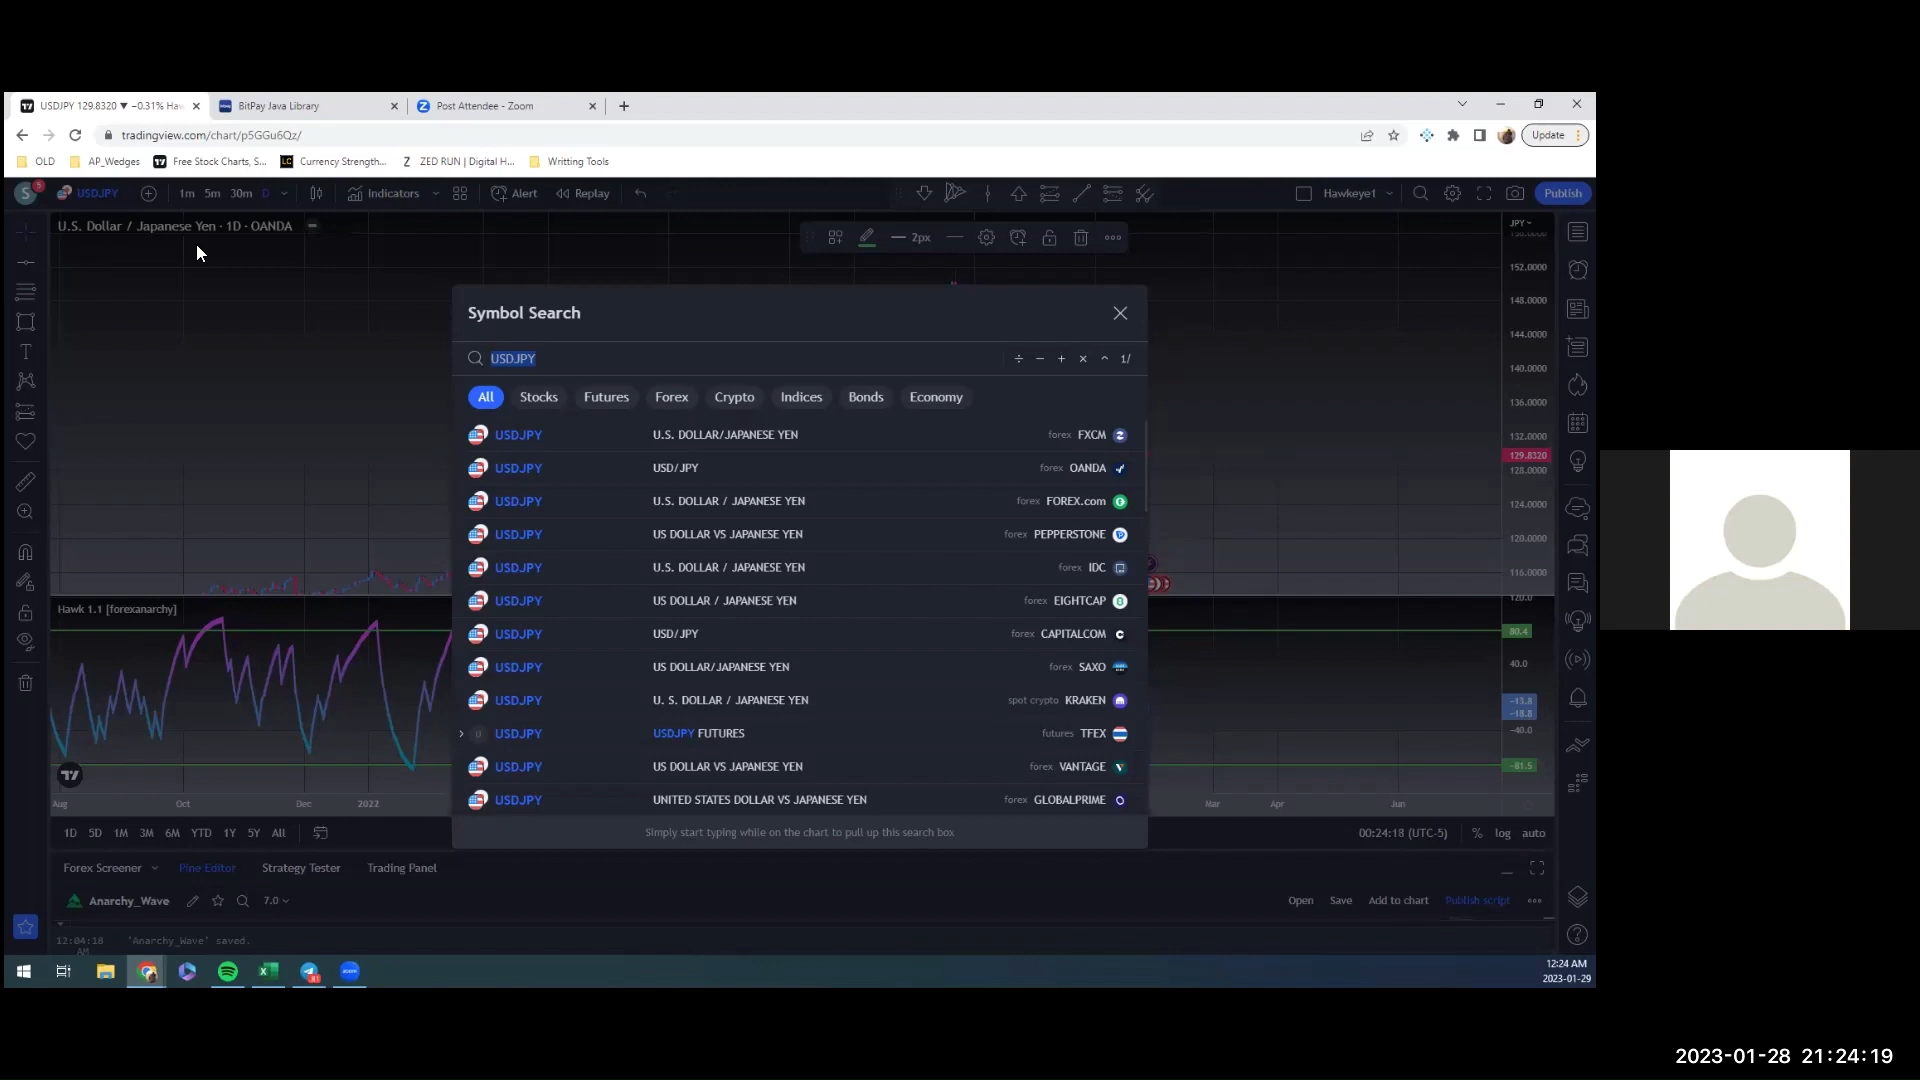 USDJPY 129.8320 ▼ −0.31% Haw
BitPay Java Library
Post Attendee - Zoom
tradingview.com/chart/p5GGu6Qz/
Update
OLD
AP_Wedges
Free Stock Charts, S...
Currency Strength...
ZED RUN | Digital H...
Writting Tools
S
USDJPY
1m 5m 30m D
Indicators
Alert
Replay
Hawkeye1
Publish
U.S. Dollar / Japanese Yen · 1D · OANDA
2px
JPY
152.0000
148.0000
144.0000
140.0000
136.0000
132.0000
129.8320
128.0000
124.0000
120.0000
116.0000
Symbol Search
USDJPY
÷ − + × ^ 1/
All Stocks Futures Forex Crypto Indices Bonds Economy
USDJPY U.S. DOLLAR/JAPANESE YEN forex FXCM
USDJPY USD/JPY forex OANDA
USDJPY U.S. DOLLAR / JAPANESE YEN forex FOREX.com
USDJPY US DOLLAR VS JAPANESE YEN forex PEPPERSTONE
USDJPY U.S. DOLLAR / JAPANESE YEN forex IDC
USDJPY US DOLLAR / JAPANESE YEN forex EIGHTCAP
USDJPY USD/JPY forex CAPITALCOM
USDJPY US DOLLAR/JAPANESE YEN forex SAXO
USDJPY U. S. DOLLAR / JAPANESE YEN spot crypto KRAKEN
USDJPY USDJPY FUTURES futures TFEX
USDJPY US DOLLAR VS JAPANESE YEN forex VANTAGE
USDJPY UNITED STATES DOLLAR VS JAPANESE YEN forex GLOBALPRIME
Simply start typing while on the chart to pull up this search box
Hawk 1.1 [forexanarchy]
120.0
80.4
40.0
−13.8
−18.8
−40.0
−81.5
Aug Oct Dec 2022 Mar Apr Jun
1D 5D 1M 3M 6M YTD 1Y 5Y All
00:24:18 (UTC-5) % log auto
Forex Screener Pine Editor Strategy Tester Trading Panel
Anarchy_Wave 7.0
Open Save Add to chart Publish script
12:04:18 AM 'Anarchy_Wave' saved.
12:24 AM
2023-01-29
2023-01-28 21:24:19